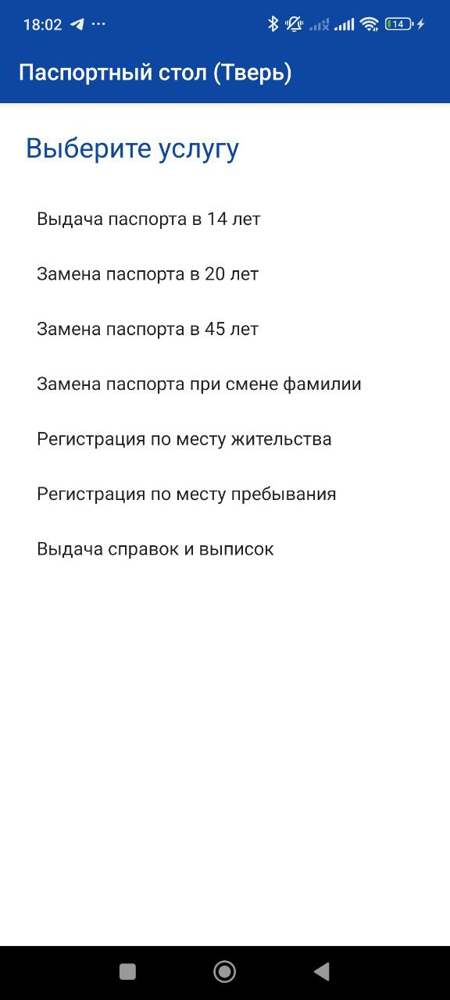 18:02
14
Паспортный стол (Тверь)
Выберите услугу
Выдача паспорта в 14 лет
Замена паспорта в 20 лет
Замена паспорта в 45 лет
Замена паспорта при смене фамилии
Регистрация по месту жительства
Регистрация по месту пребывания
Выдача справок и выписок